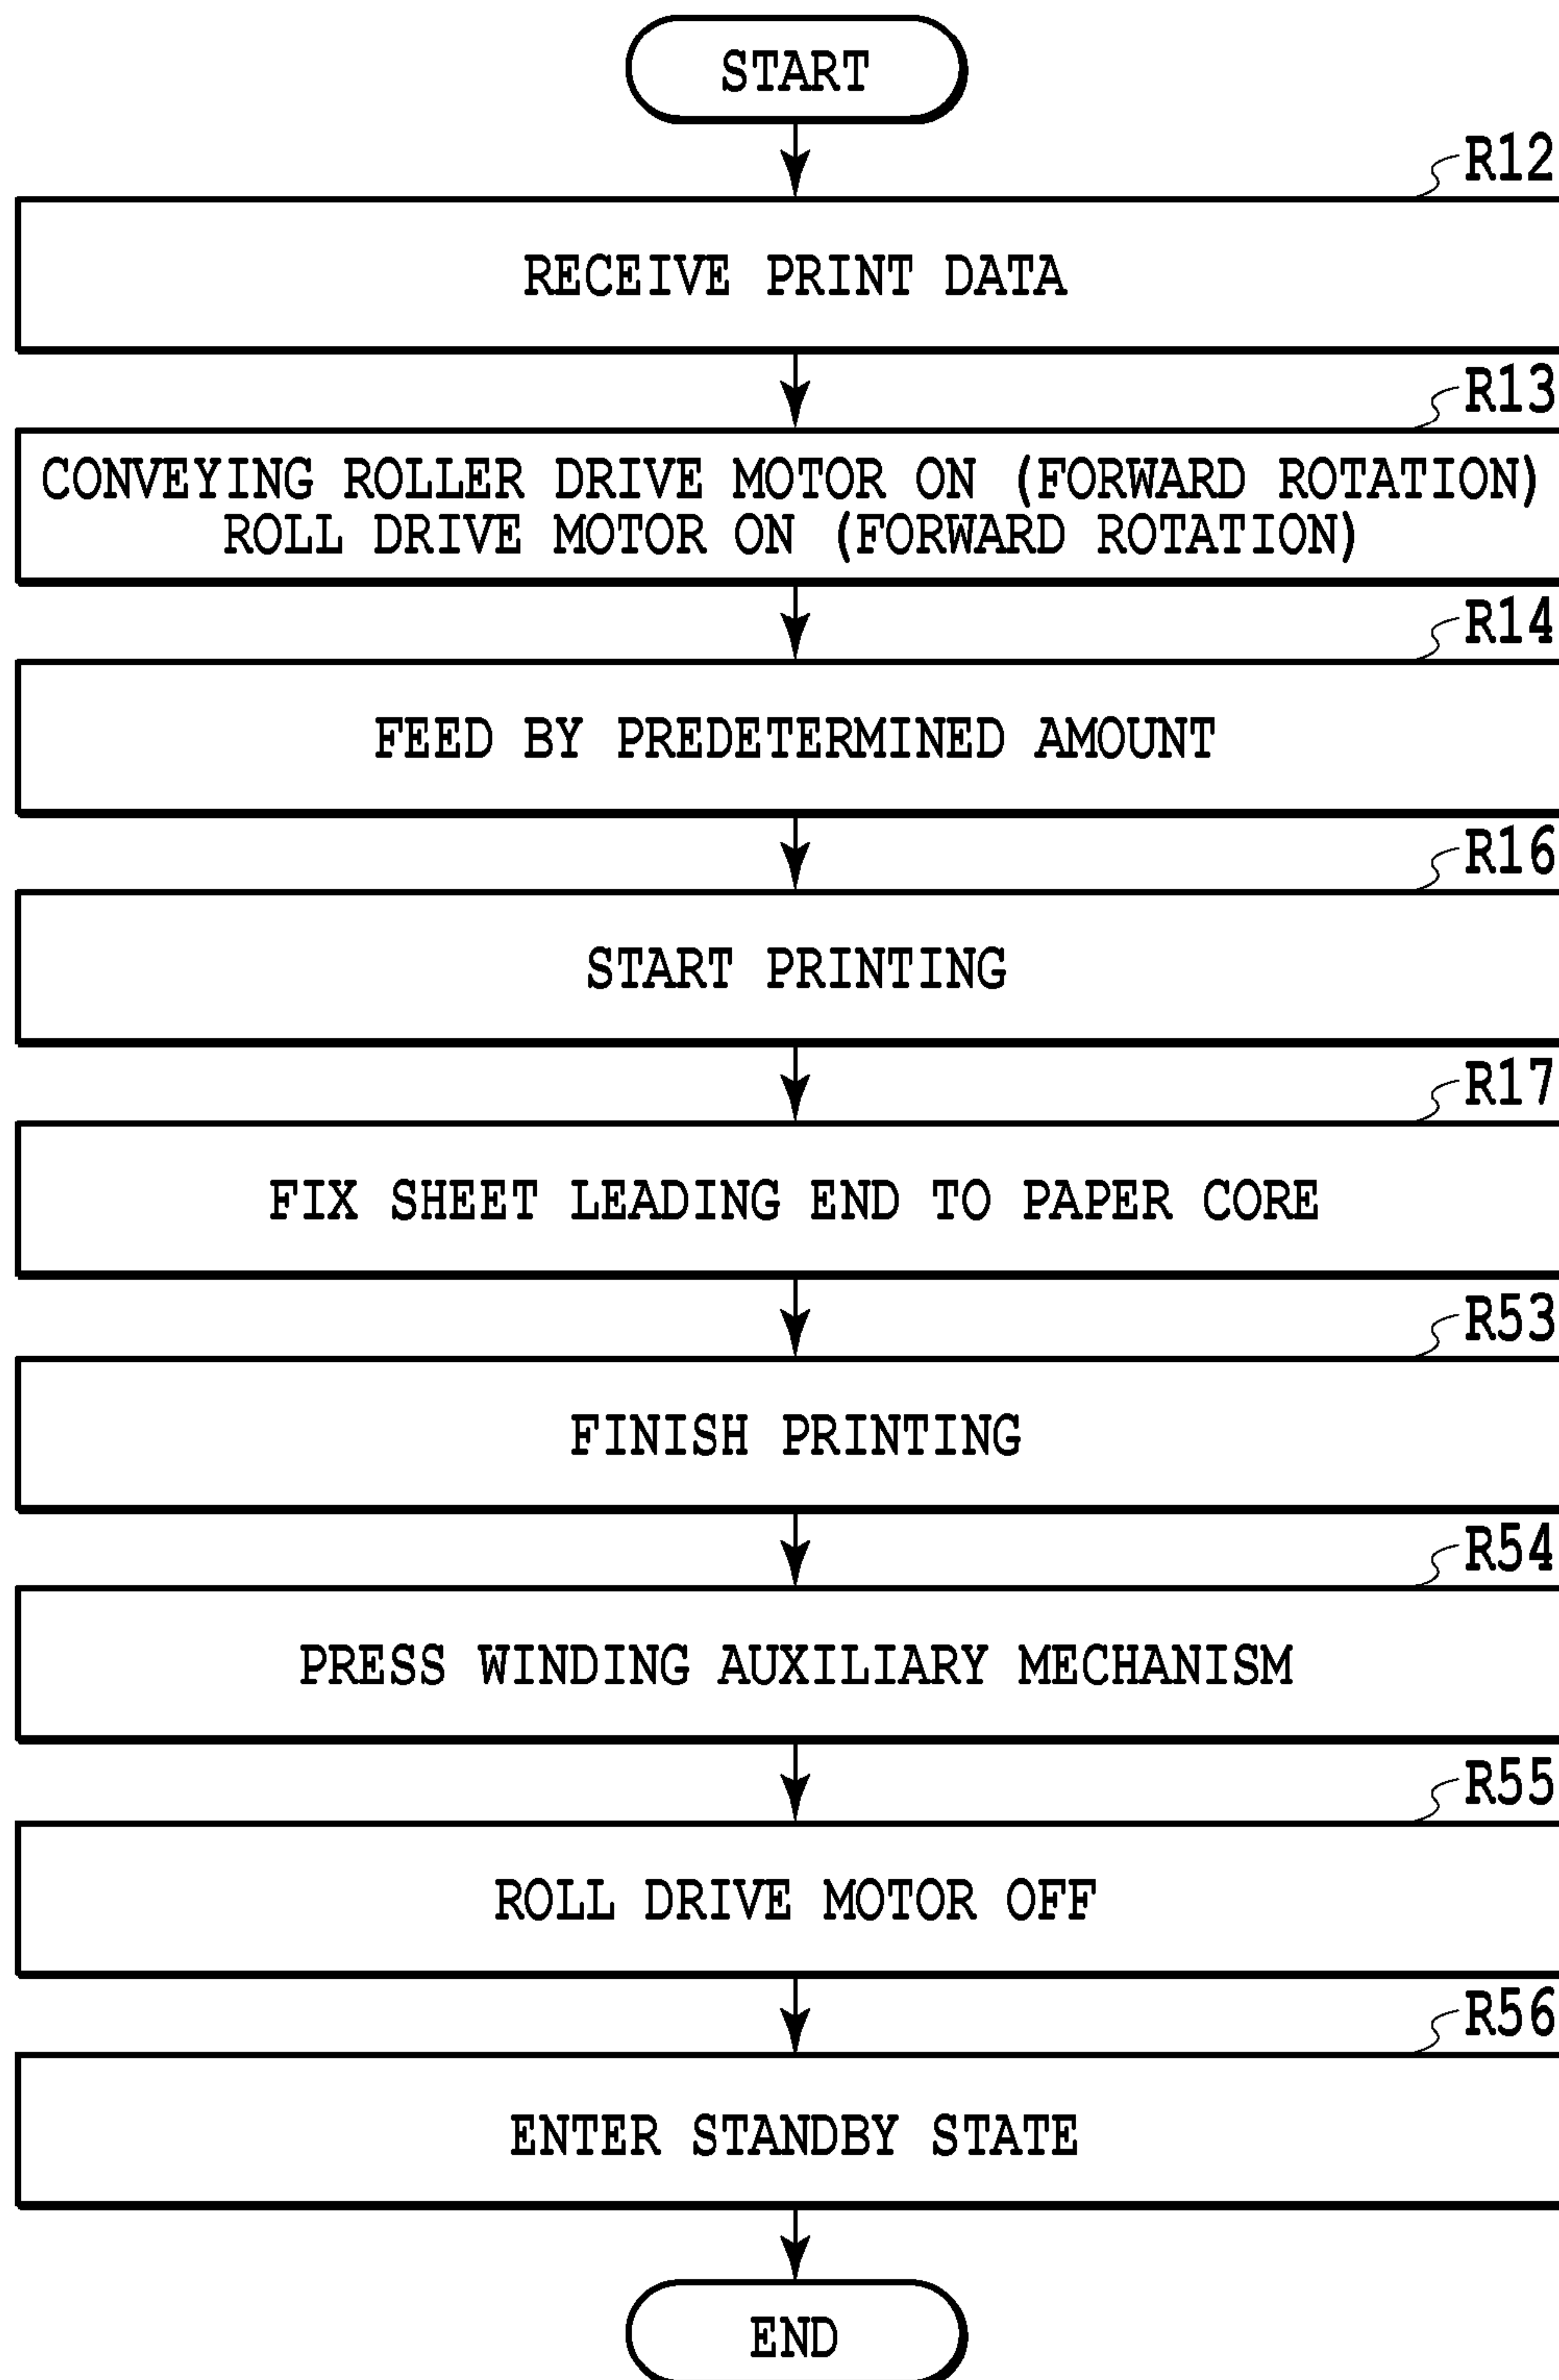 START
R12
RECEIVE PRINT DATA
R13
CONVEYING ROLLER DRIVE MOTOR ON (FORWARD ROTATION)
ROLL DRIVE MOTOR ON (FORWARD ROTATION)
R14
FEED BY PREDETERMINED AMOUNT
R16
START PRINTING
R17
FIX SHEET LEADING END TO PAPER CORE
R53
FINISH PRINTING
R54
PRESS WINDING AUXILIARY MECHANISM
R55
ROLL DRIVE MOTOR OFF
R56
ENTER STANDBY STATE
END